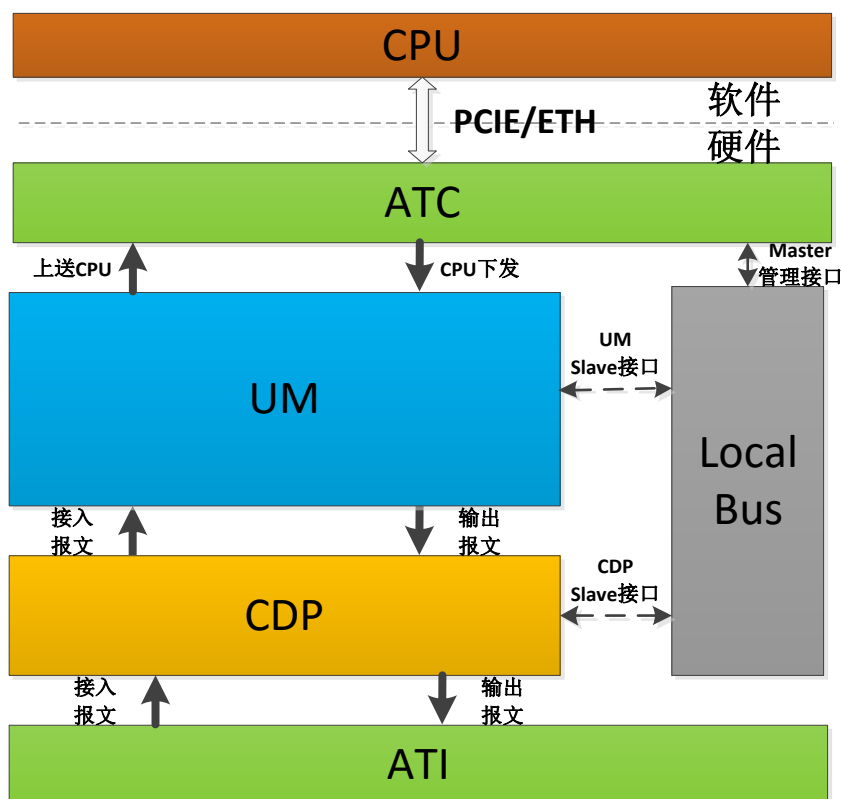 CPU
软件
PCIE/ETH
硬件
ATC
上送CPU
CPU下发
Master
管理接口
UM
Slave接口
UM
Local
Bus
接入
报文
输出
报文
CDP
Slave接口
CDP
接入
报文
输出
报文
ATI